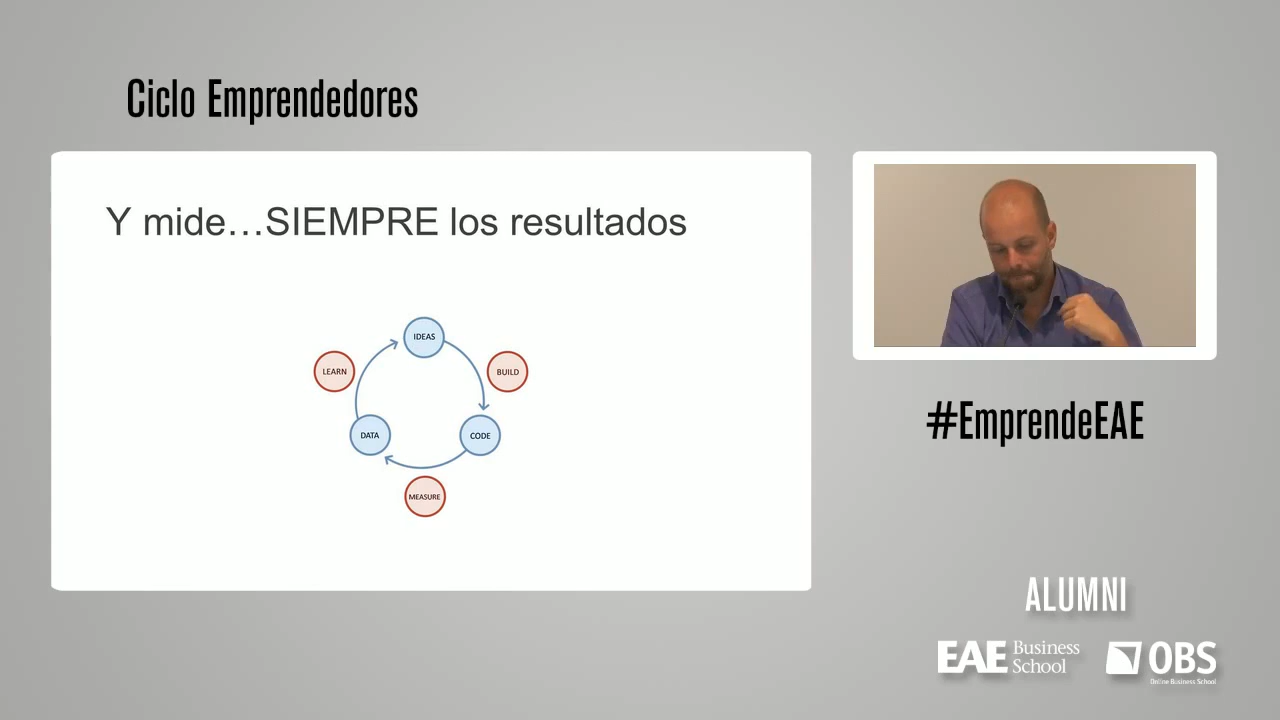 Ciclo Emprendedores
Y mide…SIEMPRE los resultados
IDEAS
LEARN
BUILD
DATA
CODE
MEASURE
#EmprendeEAE
ALUMNI
EAE Business School
OBS
Online Business School